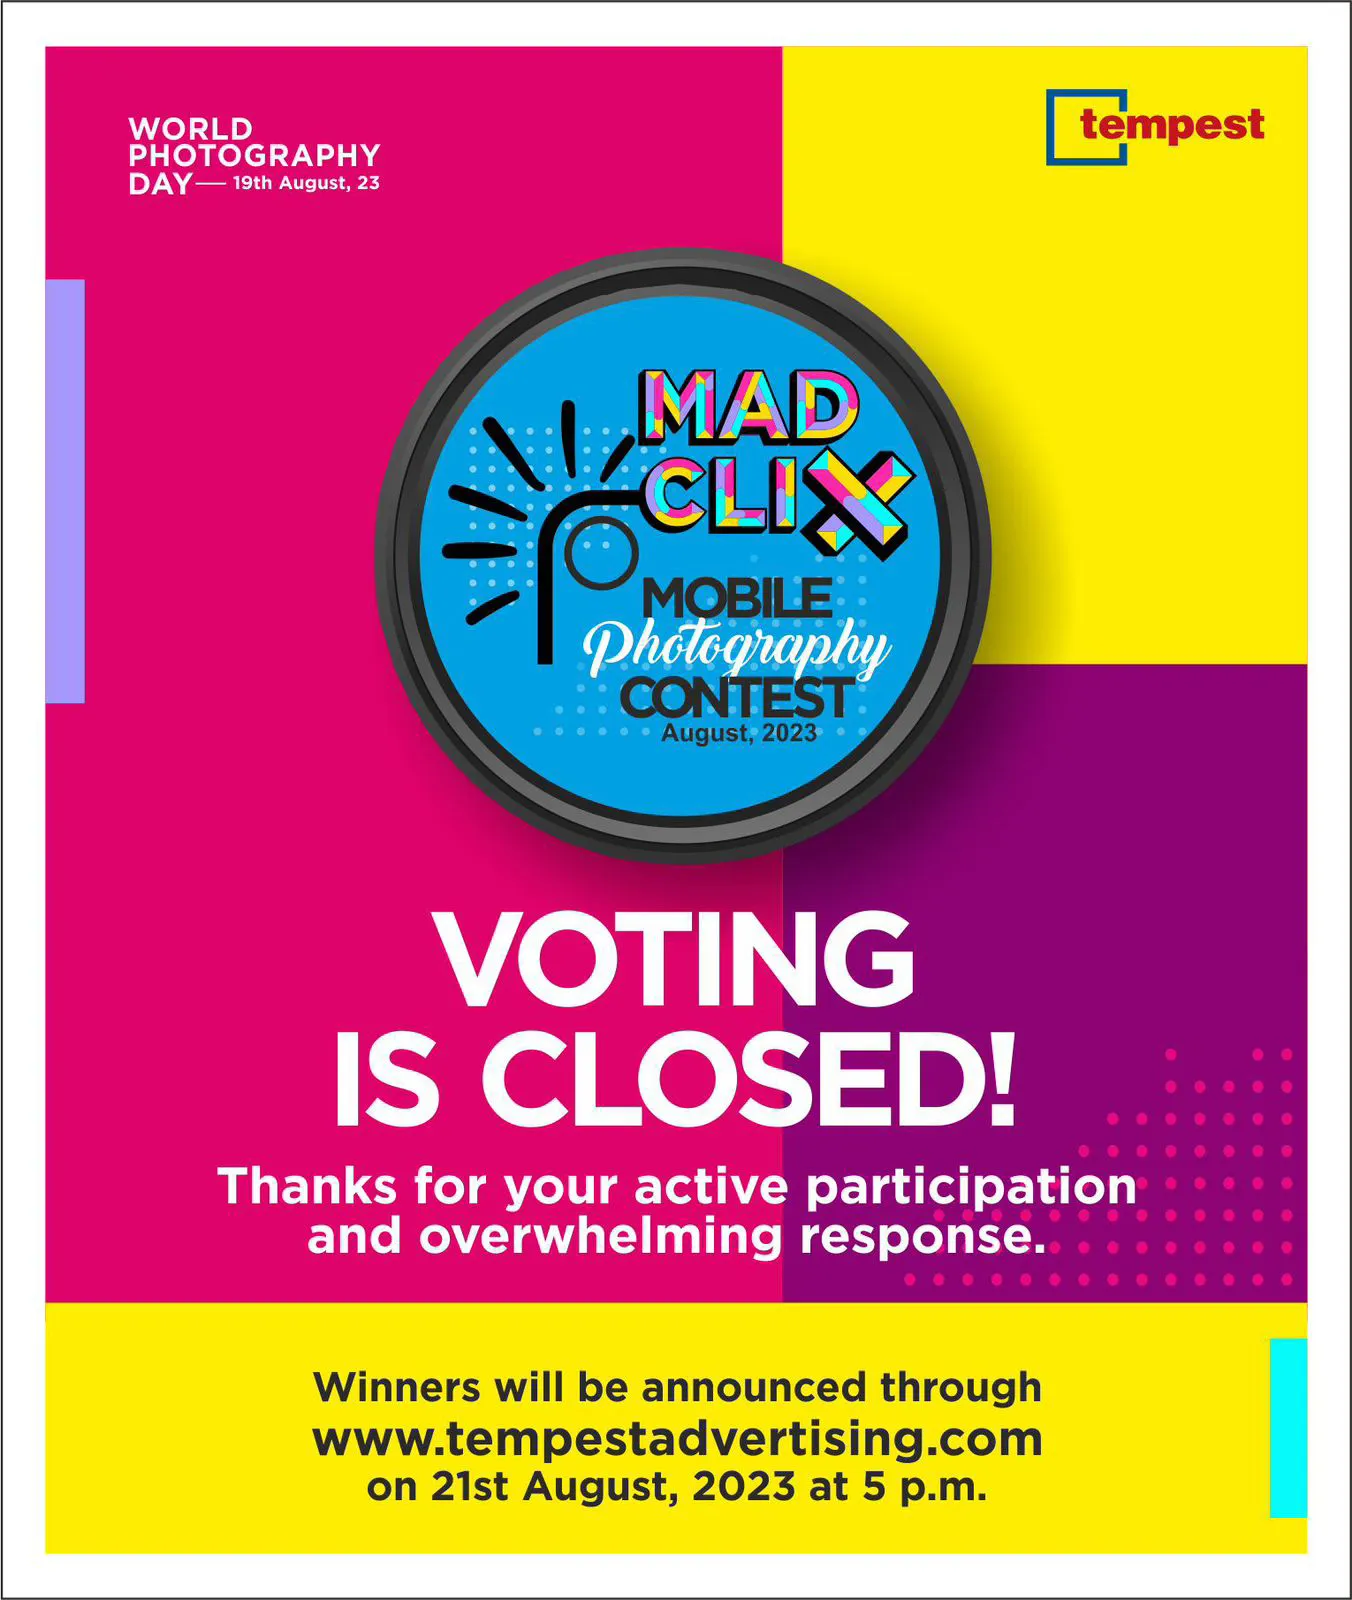 WORLD
PHOTOGRAPHY
DAY — 19th August, 23
tempest
MAD
CLIX
MOBILE
Photography
CONTEST
August, 2023
VOTING
IS CLOSED!
Thanks for your active participation
and overwhelming response.
Winners will be announced through
www.tempestadvertising.com
on 21st August, 2023 at 5 p.m.